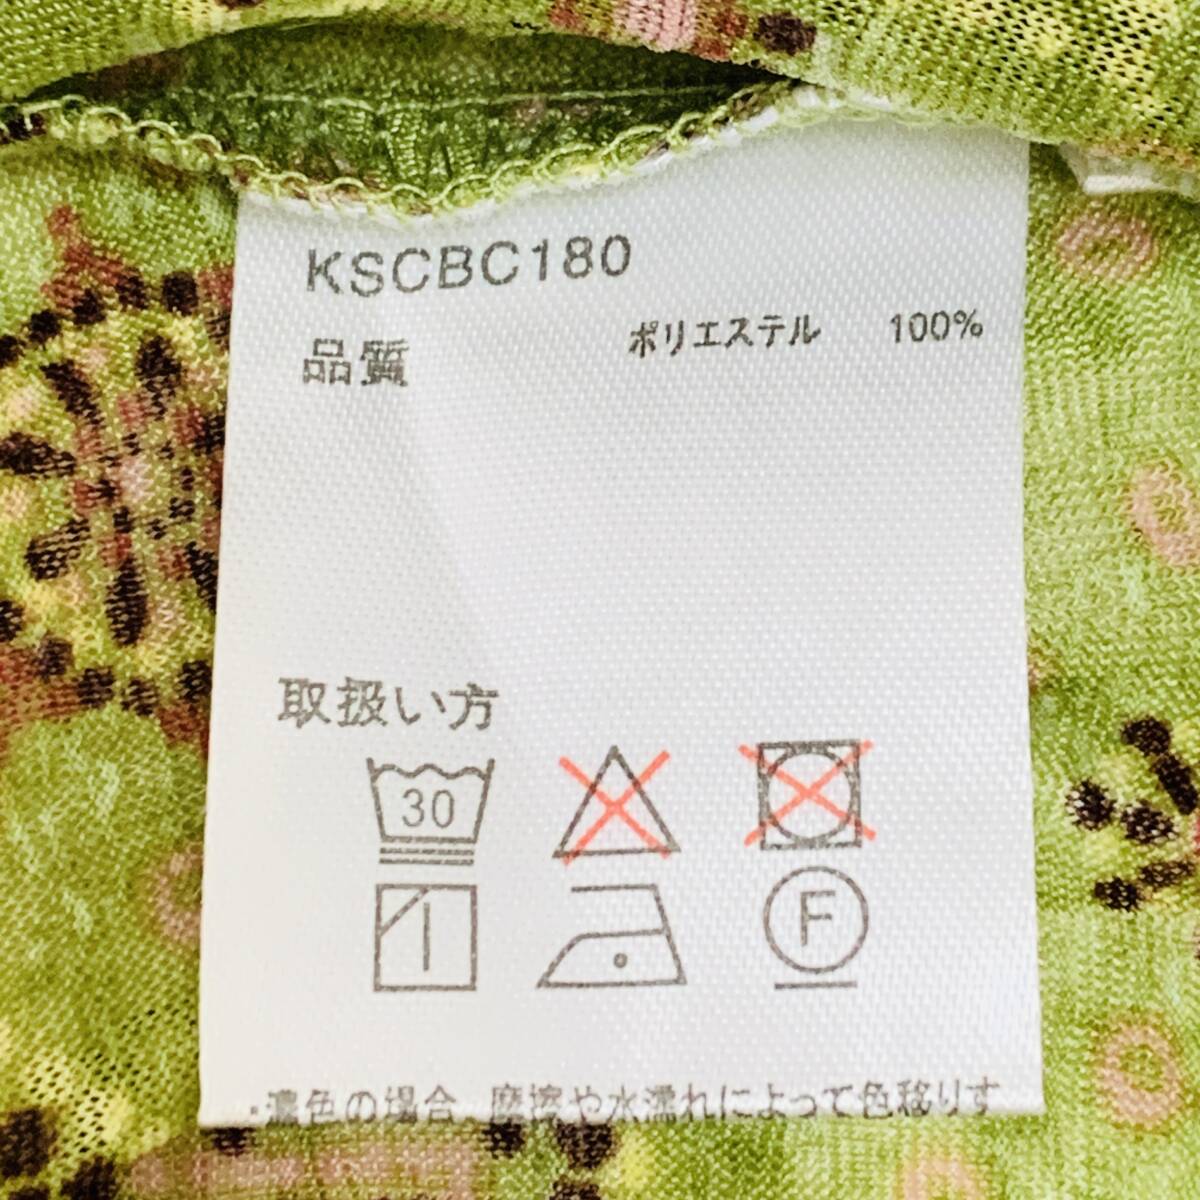 KSCBC180
品質 ポリエステル 100%
取扱い方
30
F
・濃色の場合、摩擦や水濡れによって色移りす